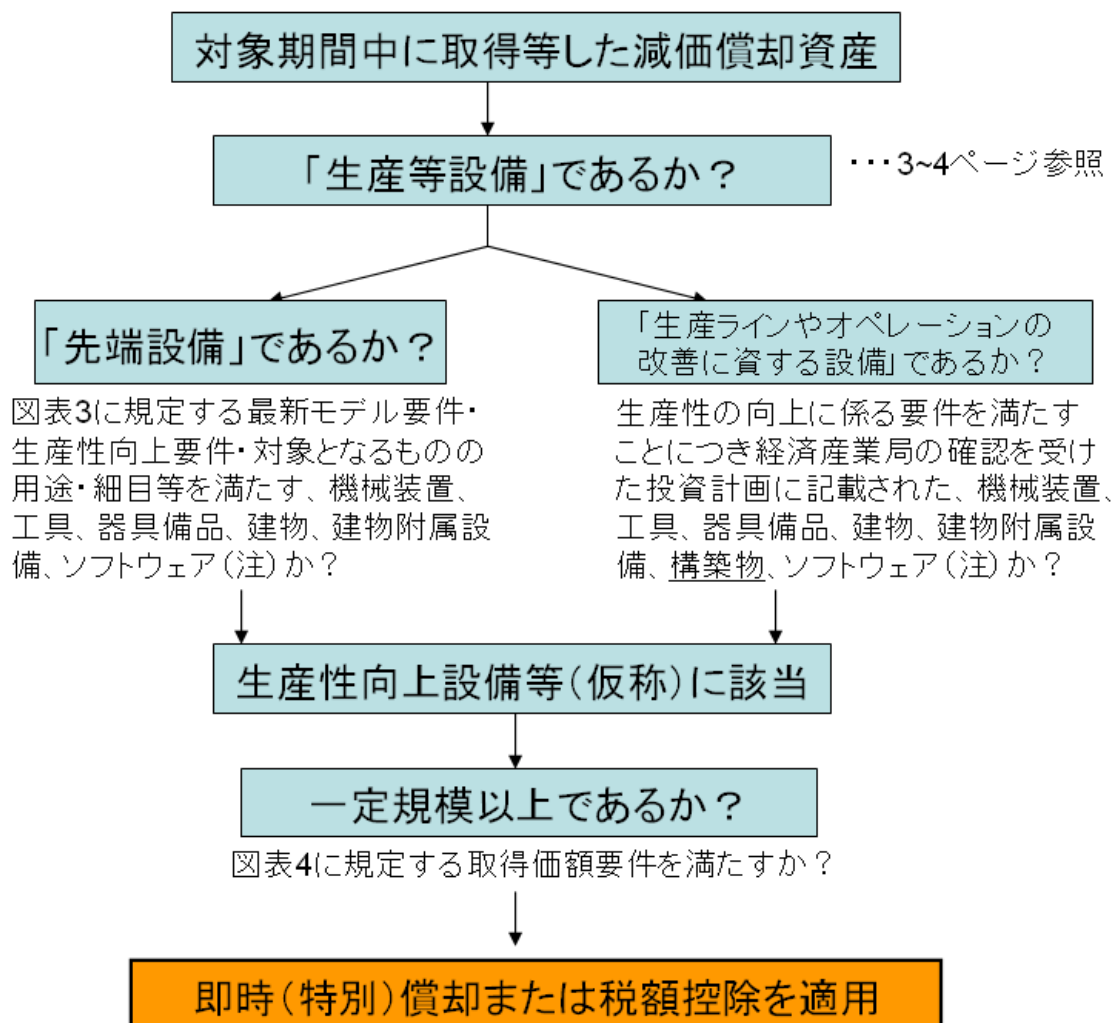 対象期間中に取得等した減価償却資産
「生産等設備」であるか？
・・・3~4ページ参照
「先端設備」であるか？
図表3に規定する最新モデル要件・
生産性向上要件・対象となるものの
用途・細目等を満たす、機械装置、
工具、器具備品、建物、建物附属設
備、ソフトウェア（注）か？
「生産ラインやオペレーションの
改善に資する設備」であるか？
生産性の向上に係る要件を満たす
ことにつき経済産業局の確認を受け
た投資計画に記載された、機械装置、
工具、器具備品、建物、建物附属設
備、構築物、ソフトウェア（注）か？
生産性向上設備等（仮称）に該当
一定規模以上であるか？
図表4に規定する取得価額要件を満たすか？
即時（特別）償却または税額控除を適用